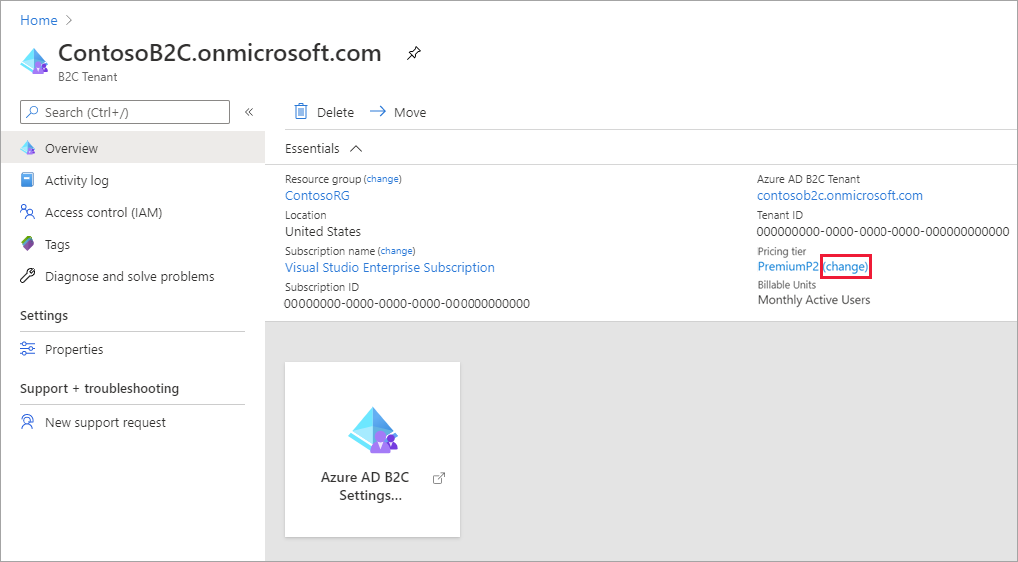 Home
ContosoB2C.onmicrosoft.com
B2C Tenant
Search (Ctrl+/)
«
Overview
Activity log
Access control (IAM)
Tags
Diagnose and solve problems
Settings
Properties
Support + troubleshooting
New support request
Delete
Move
Essentials
Resource group (change)
ContosoRG
Location
United States
Subscription name (change)
Visual Studio Enterprise Subscription
Subscription ID
00000000-0000-0000-0000-000000000000
Azure AD B2C Tenant
contosob2c.onmicrosoft.com
Tenant ID
000000000-0000-0000-0000-000000000000
Pricing tier
PremiumP2 (change)
Billable Units
Monthly Active Users
Azure AD B2C
Settings...